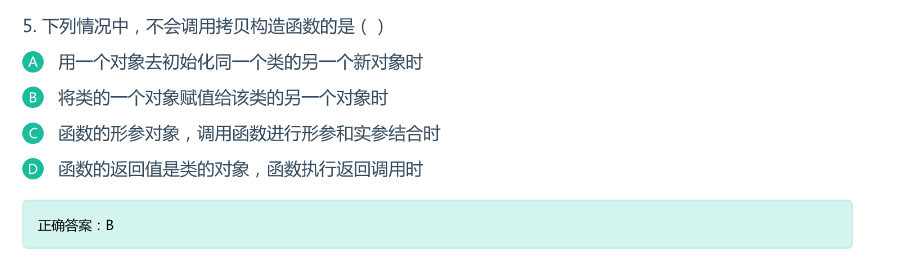 5. 下列情况中，不会调用拷贝构造函数的是 ( )
A 用一个对象去初始化同一个类的另一个新对象时
B 将类的一个对象赋值给该类的另一个对象时
C 函数的形参对象，调用函数进行形参和实参结合时
D 函数的返回值是类的对象，函数执行返回调用时
正确答案：B